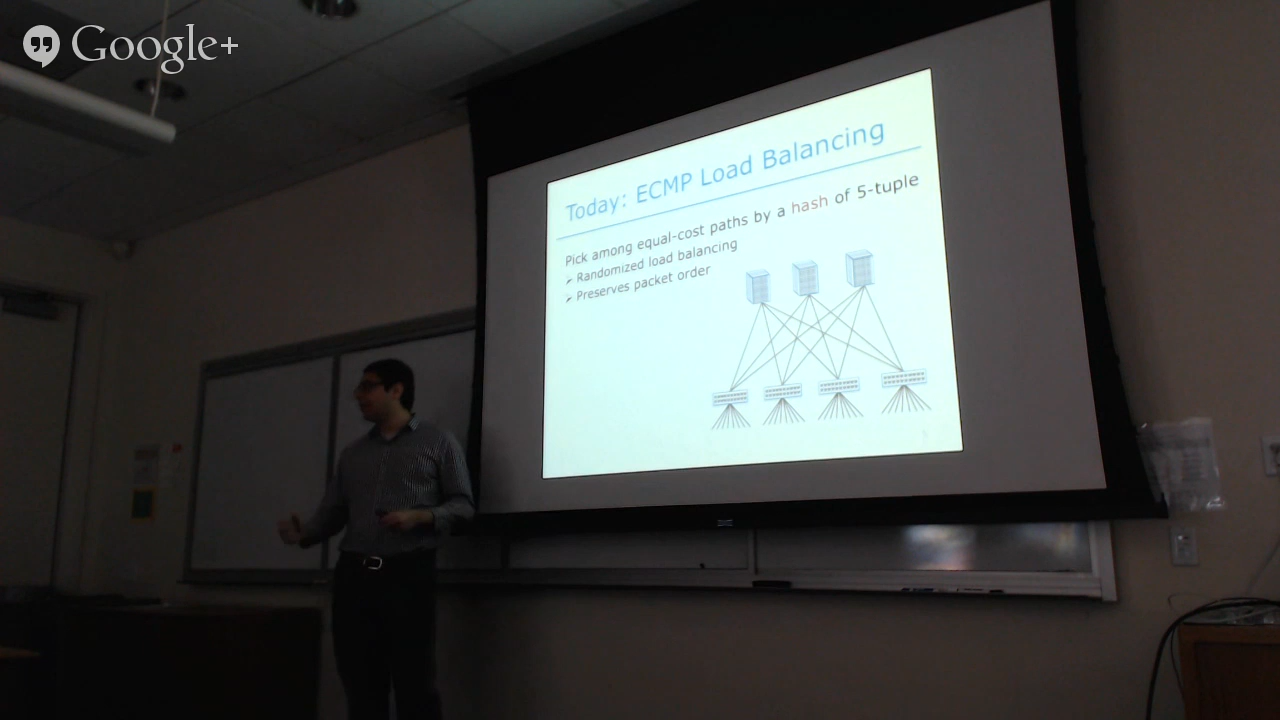 Google+
Today: ECMP Load Balancing
Pick among equal-cost paths by a hash of 5-tuple
Randomized load balancing
Preserves packet order